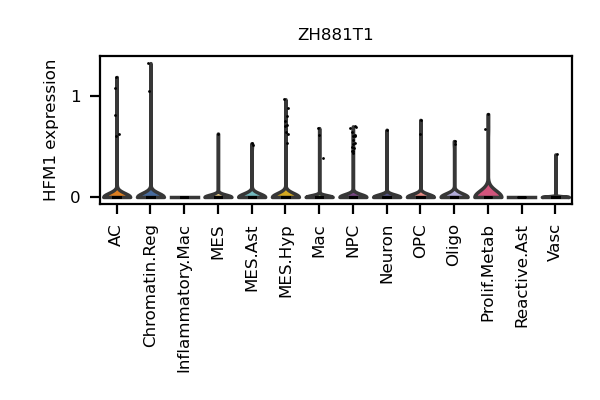 ZH881T1
HFM1 expression
1
0
AC
Chromatin.Reg
Inflammatory.Mac
MES
MES.Ast
MES.Hyp
Mac
NPC
Neuron
OPC
Oligo
Prolif.Metab
Reactive.Ast
Vasc